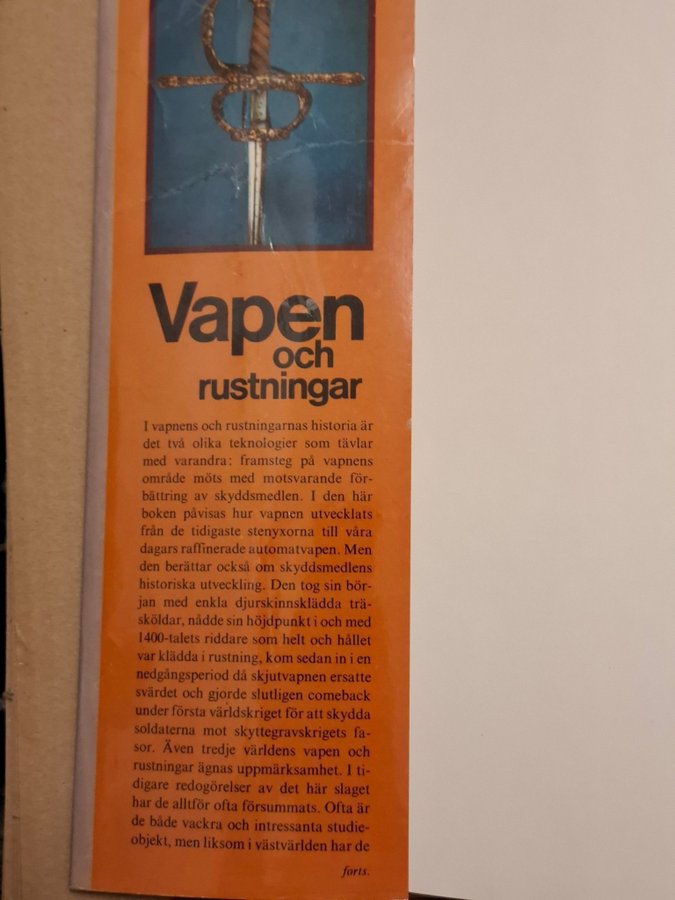 Vapen
och
rustningar
I vapnens och rustningarnas historia är
det två olika teknologier som tävlar
med varandra: framsteg på vapnens
område möts med motsvarande för-
bättring av skyddsmedlen. I den här
boken påvisas hur vapnen utvecklats
från de tidigaste stenyxorna till våra
dagars raffinerade automatvapen. Men
den berättar också om skyddsmedlens
historiska utveckling. Den tog sin bör-
jan med enkla djurskinnsklädda trä-
sköldar, nådde sin höjdpunkt i och med
1400-talets riddare som helt och hållet
var klädda i rustning, kom sedan in i en
nedgångsperiod då skjutvapnen ersatte
svärdet och gjorde slutligen comeback
under första världskriget för att skydda
soldaterna mot skyttegravskrigets fa-
sor. Även tredje världens vapen och
rustningar ägnas uppmärksamhet. I ti-
digare redogörelser av det här slaget
har de alltför ofta försummats. Ofta är
de både vackra och intressanta studie-
objekt, men liksom i västvärlden har de
forts.